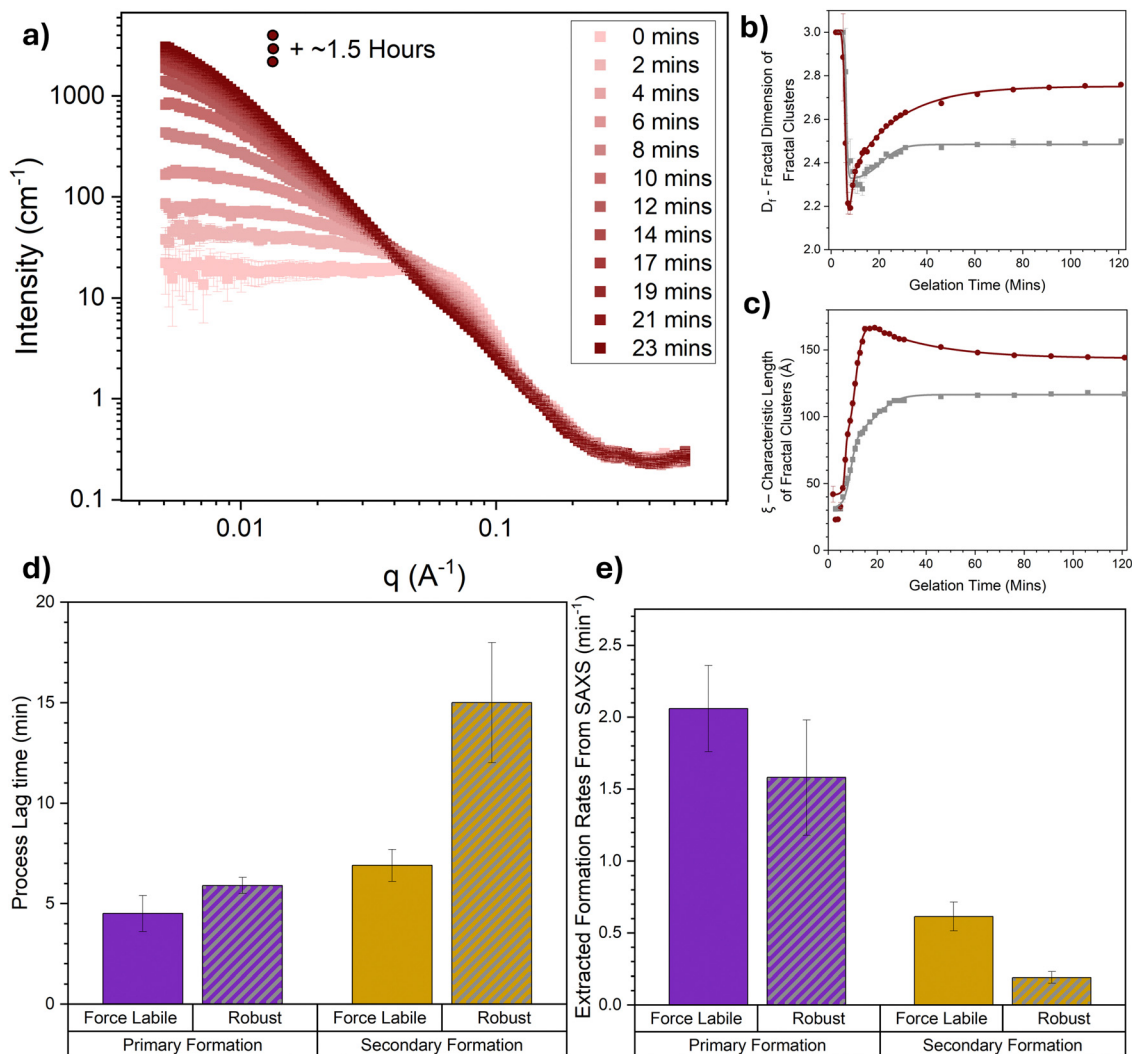 a)
+ ~1.5 Hours
0 mins
2 mins
4 mins
6 mins
8 mins
10 mins
12 mins
14 mins
17 mins
19 mins
21 mins
23 mins
Intensity (cm⁻¹)
1000
100
10
1
0.1
0.01
0.1
q (A⁻¹)
b)
D_f - Fractal Dimension of
Fractal Clusters
3.0
2.8
2.6
2.4
2.2
2.0
0
20
40
60
80
100
120
Gelation Time (Mins)
c)
ξ – Characteristic Length
of Fractal Clusters (Å)
150
100
50
0
0
20
40
60
80
100
120
Gelation Time (Mins)
d)
Process Lag time (min)
20
15
10
5
0
Force Labile
Robust
Force Labile
Robust
Primary Formation
Secondary Formation
e)
Extracted Formation Rates From SAXS (min⁻¹)
2.5
2.0
1.5
1.0
0.5
0.0
Force Labile
Robust
Force Labile
Robust
Primary Formation
Secondary Formation